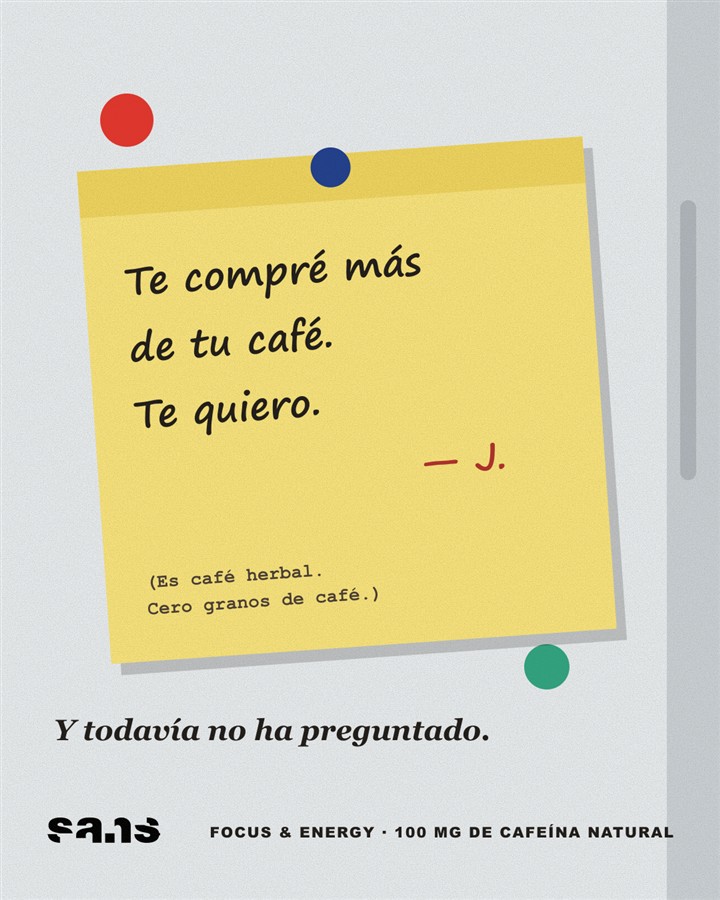 Te compré más
de tu café.
Te quiero.
— J.
(Es café herbal.
Cero granos de café.)
Y todavía no ha preguntado.
sans
FOCUS & ENERGY · 100 MG DE CAFEÍNA NATURAL